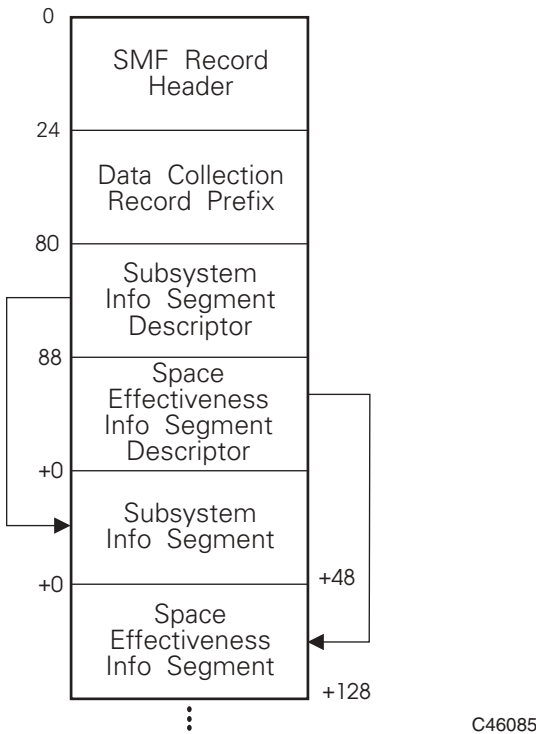 0
SMF Record
Header
24
Data Collection
Record Prefix
80
Subsystem
Info Segment
Descriptor
88
Space
Effectiveness
Info Segment
Descriptor
+0
Subsystem
Info Segment
+0
+48
Space
Effectiveness
Info Segment
+128
C46085